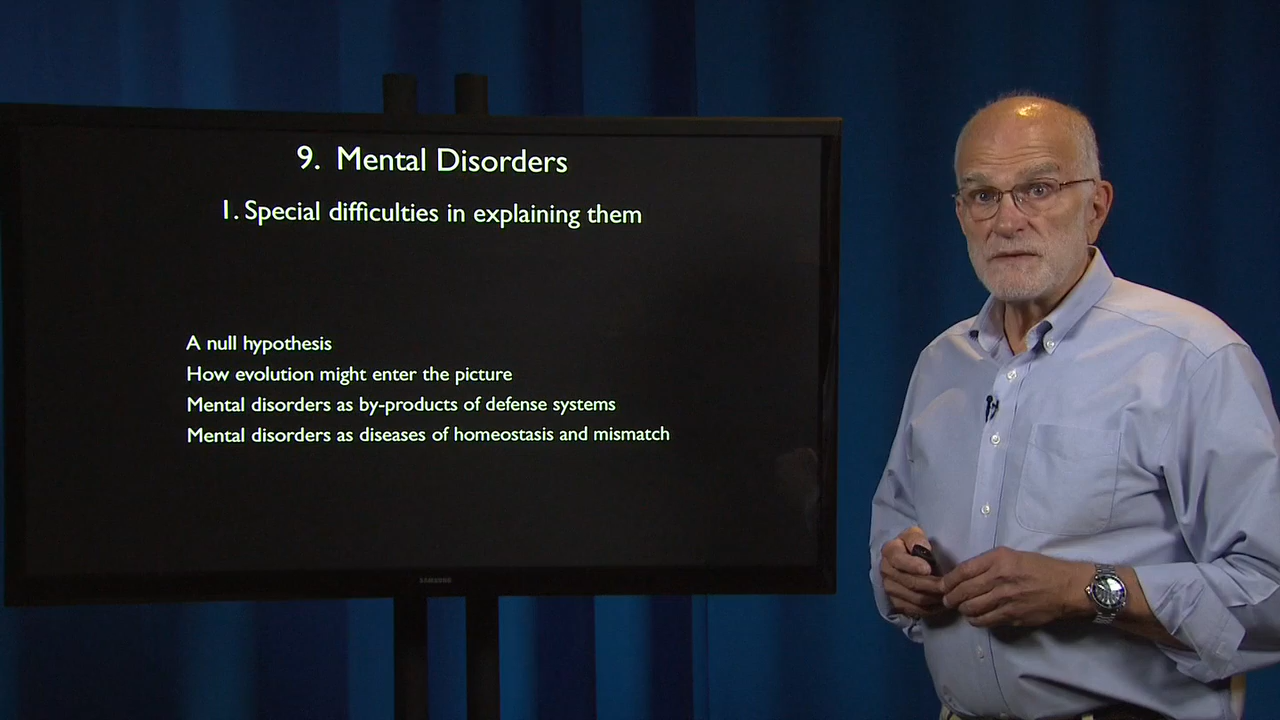 9. Mental Disorders
1. Special difficulties in explaining them
A null hypothesis
How evolution might enter the picture
Mental disorders as by-products of defense systems
Mental disorders as diseases of homeostasis and mismatch
SAMSUNG